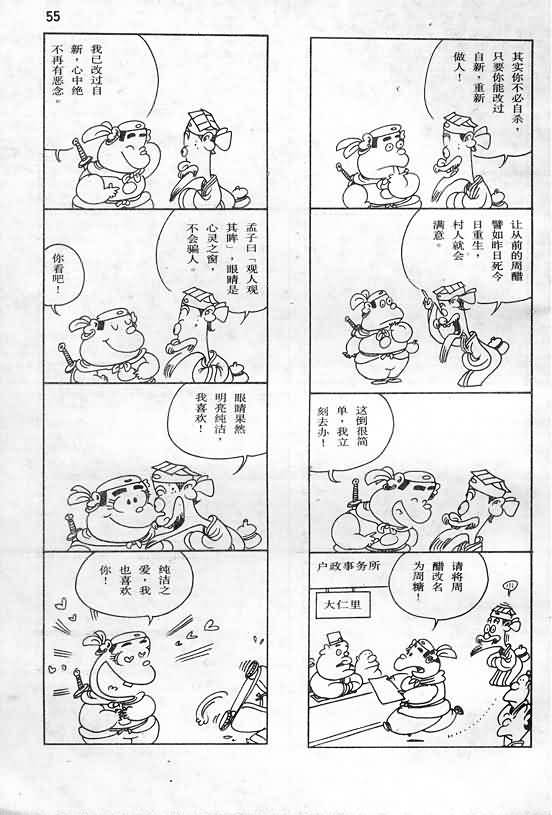 55
其实你不必自杀，
只要你能改过
自新，重新
做人！
让从前的周醋
譬如昨日死今
日重生，
村人就会
满意。
这倒很简
单，我立
刻去办！
户政事务所
大仁里
请将周
醋改名
为周糖！
!!!
我已改过自
新，心中绝
不再有恶念。
孟子曰「观人观
其眸」，眼睛是
心灵之窗，
不会骗人。
你看吧！
眼睛果然
明亮纯洁，
我喜欢！
纯洁之
爱，我
也喜欢
你！